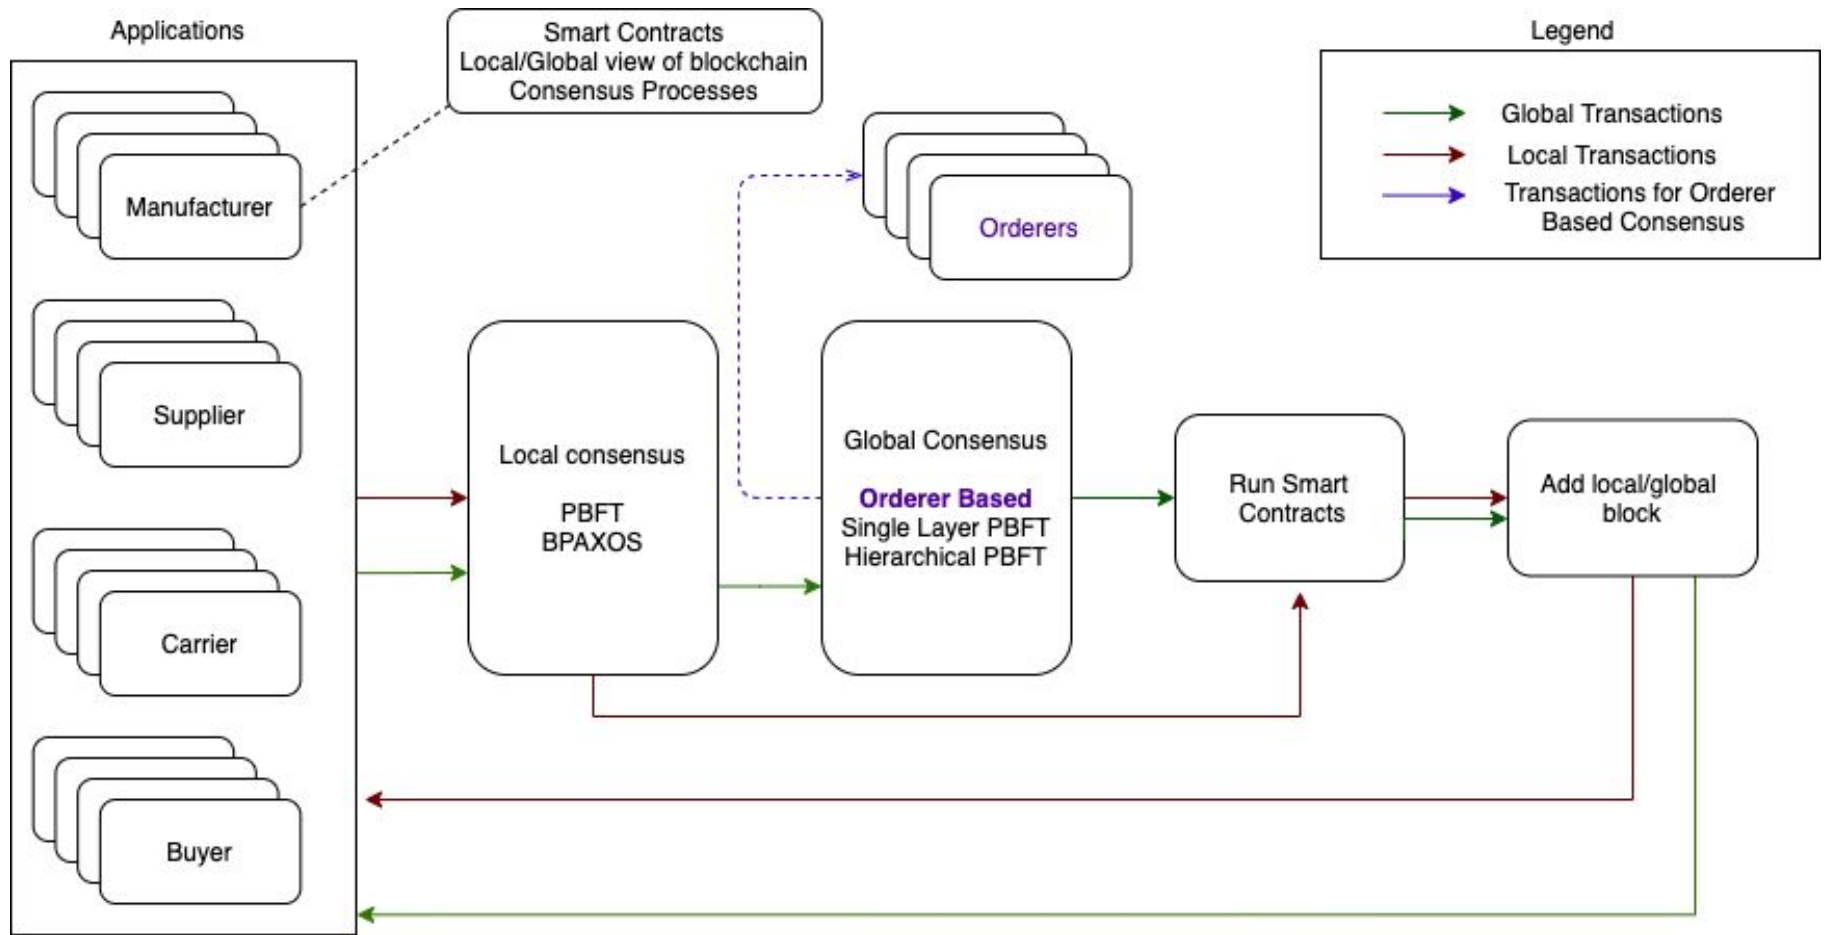 Applications
Smart Contracts
Local/Global view of blockchain
Consensus Processes
Legend
Global Transactions
Local Transactions
Transactions for Orderer
Based Consensus
Manufacturer
Orderers
Supplier
Local consensus
PBFT
BPAXOS
Global Consensus
Orderer Based
Single Layer PBFT
Hierarchical PBFT
Run Smart
Contracts
Add local/global
block
Carrier
Buyer